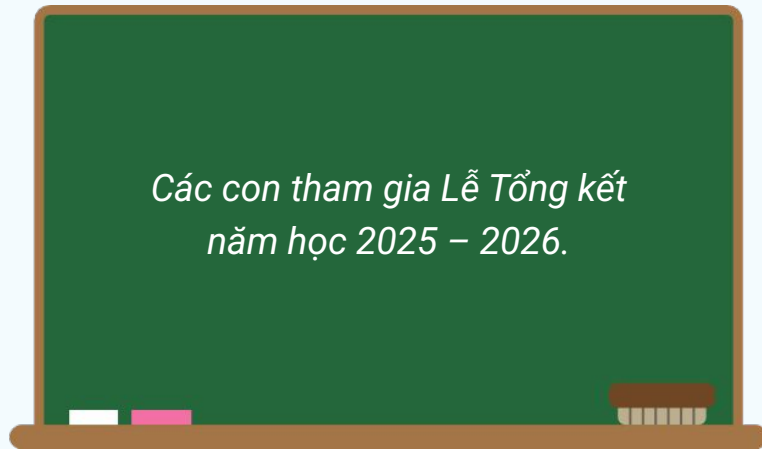 Các con tham gia Lễ Tổng kết
năm học 2025 – 2026.